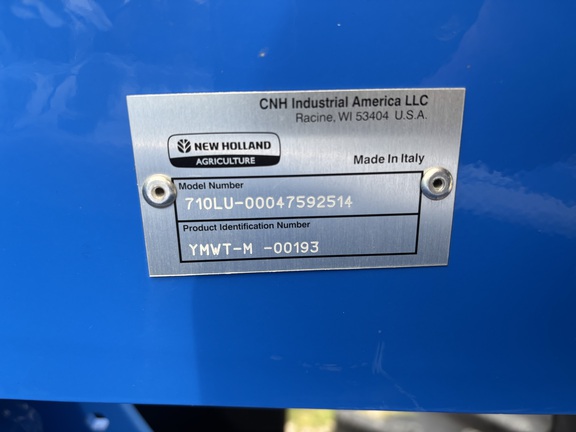 CNH Industrial America LLC
Racine, WI 53404 U.S.A.
NEW HOLLAND
AGRICULTURE
Made In Italy
Model Number
710LU-00047592514
Product Identification Number
YMWT-M -00193